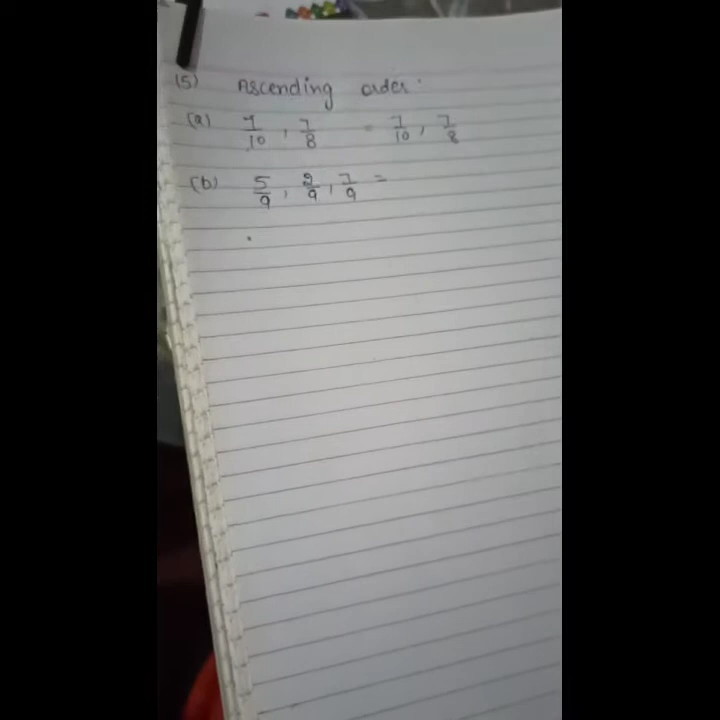 (5) Ascending order
(a) 7/10, 7/8 = 7/10, 7/8
(b) 5/9, 2/9, 7/9 =